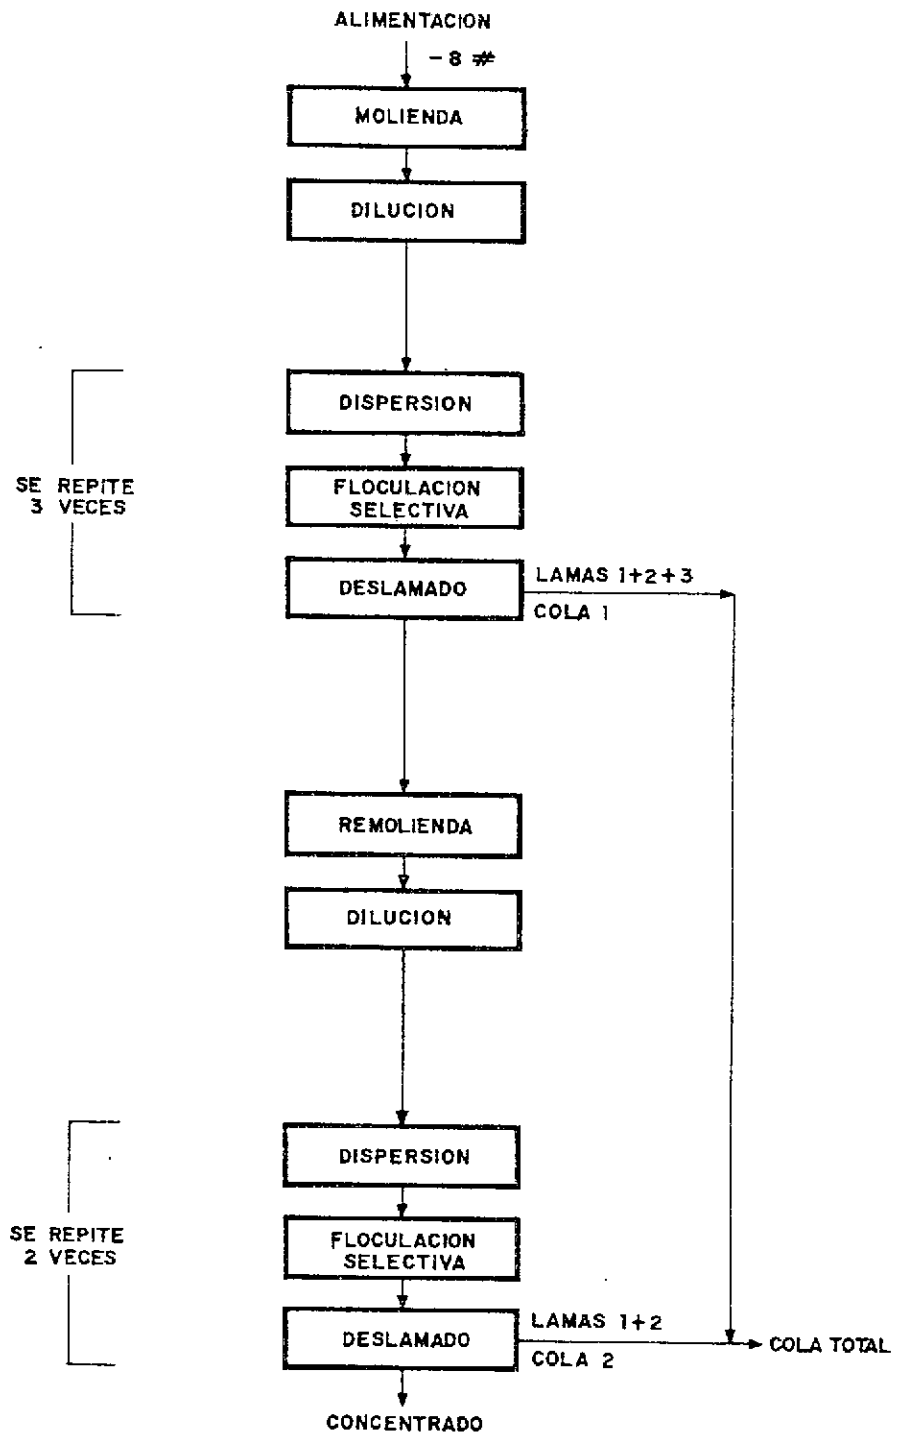 ALIMENTACION
- 8 #
MOLIENDA
DILUCION
DISPERSION
SE REPITE
3 VECES
FLOCULACION
SELECTIVA
DESLAMADO
LAMAS 1+2+3
COLA 1
REMOLIENDA
DILUCION
DISPERSION
SE REPITE
2 VECES
FLOCULACION
SELECTIVA
DESLAMADO
LAMAS 1+2
COLA 2
COLA TOTAL
CONCENTRADO